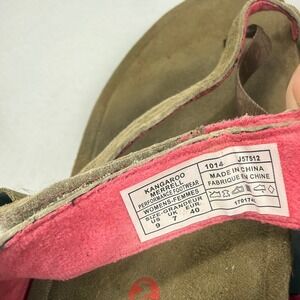 KANGAROO
MERRELL
PERFORMANCE FOOTWEAR
WOMENS-FEMMES
SIZE-GRANDEUR
US UK EUR.
9 7 40
1014 J57512
MADE IN CHINA
FABRIQUE EN CHINE